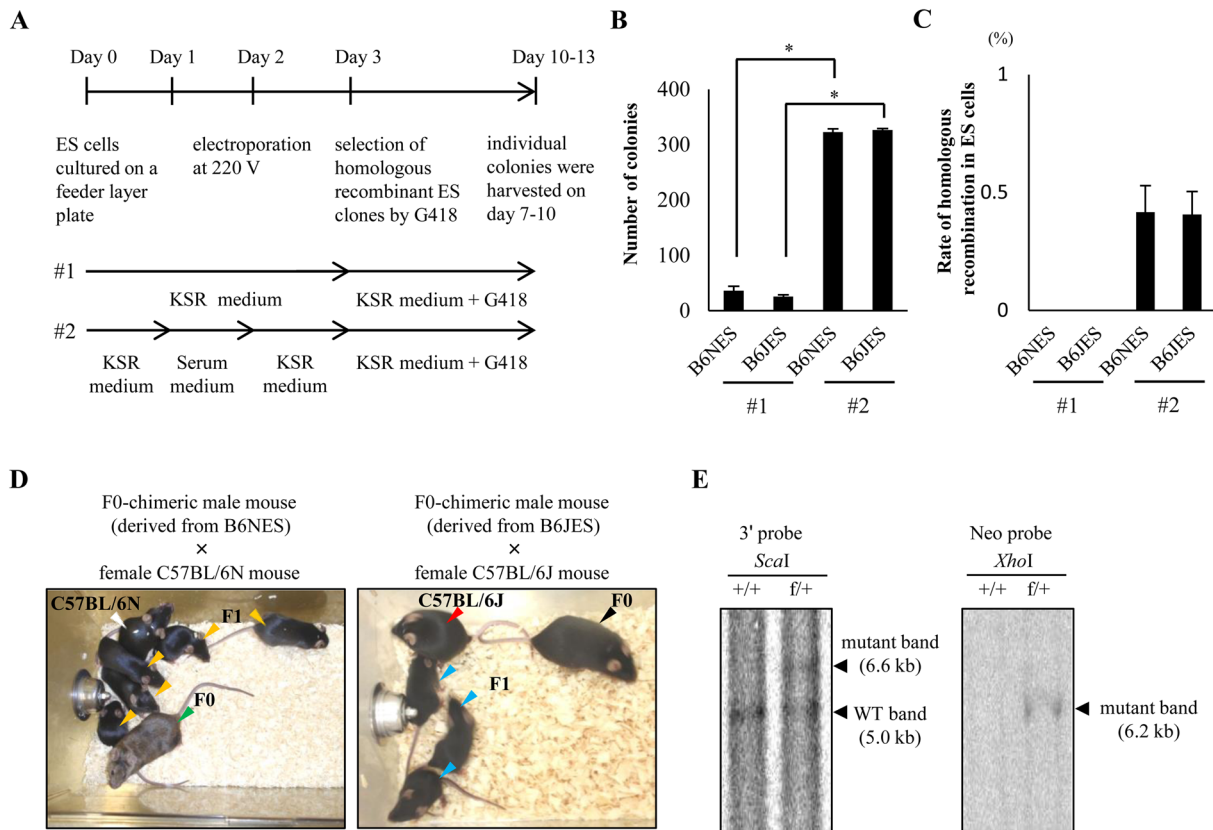 A
Day 0 Day 1 Day 2 Day 3 Day 10-13
ES cells
cultured on a
feeder layer
plate
electroporation
at 220 V
selection of
homologous
recombinant ES
clones by G418
individual
colonies were
harvested on
day 7-10
#1
KSR medium KSR medium + G418
#2
KSR
medium
Serum
medium
KSR
medium
KSR medium + G418
B
Number of colonies
400
300
200
100
0
*
*
B6NES B6JES B6NES B6JES
#1 #2
C
(%)
Rate of homologous
recombination in ES cells
1
0.5
0
B6NES B6JES B6NES B6JES
#1 #2
D
F0-chimeric male mouse
(derived from B6NES)
×
female C57BL/6N mouse
C57BL/6N
F1
F0
F0-chimeric male mouse
(derived from B6JES)
×
female C57BL/6J mouse
C57BL/6J
F0
F1
E
3' probe
ScaI
+/+ f/+
mutant band
(6.6 kb)
WT band
(5.0 kb)
Neo probe
XhoI
+/+ f/+
mutant band
(6.2 kb)